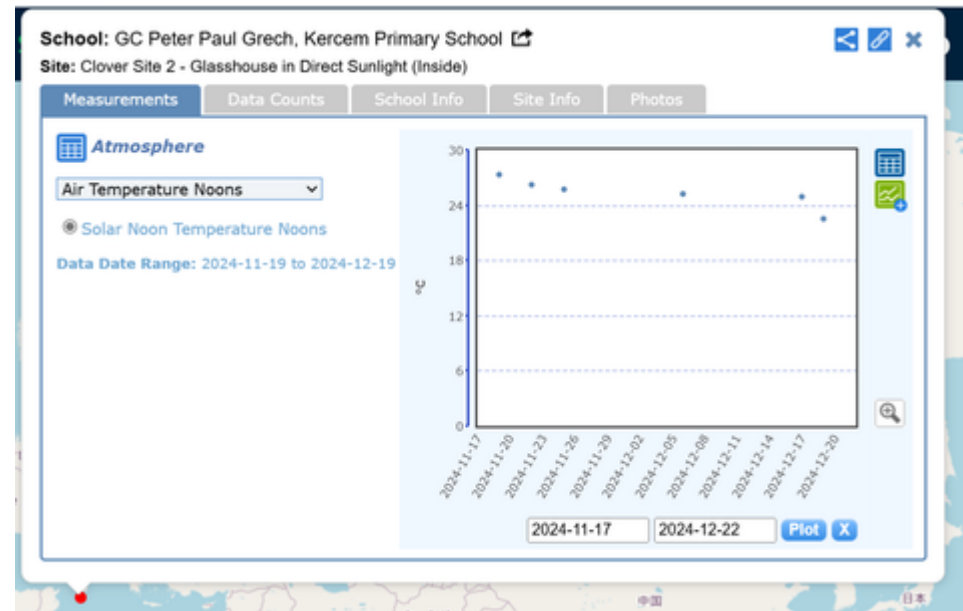 School: GC Peter Paul Grech, Kercem Primary School
Site: Clover Site 2 - Glasshouse in Direct Sunlight (Inside)
Measurements Data Counts School Info Site Info Photos
Atmosphere
Air Temperature Noons
Solar Noon Temperature Noons
Data Date Range: 2024-11-19 to 2024-12-19
30
24
18
12
6
0
°C
2024-11-17
2024-11-20
2024-11-23
2024-11-26
2024-11-29
2024-12-02
2024-12-05
2024-12-08
2024-12-11
2024-12-14
2024-12-17
2024-12-20
2024-11-17 2024-12-22 Plot X
中国
日本